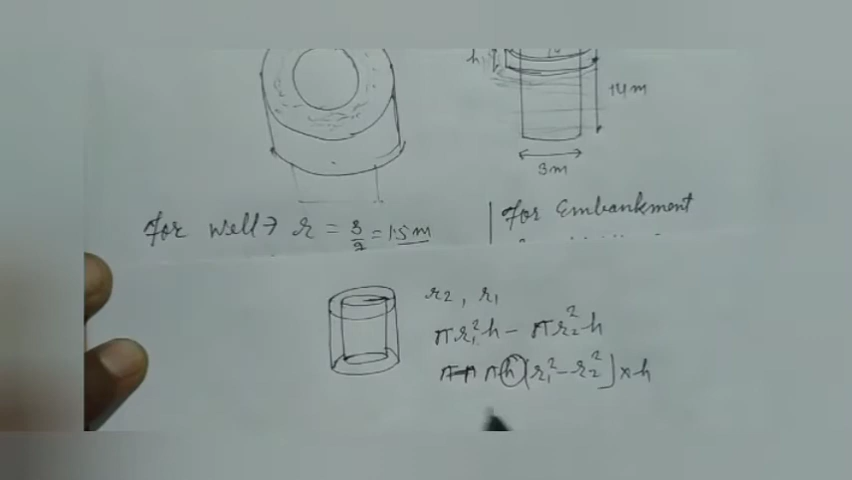 h
14m
3m
for well → r = 3/2 = 1.5m
for Embankment
r2 , r1
πr₁²h - πr₂²h
π h (r₁² - r₂²) × h